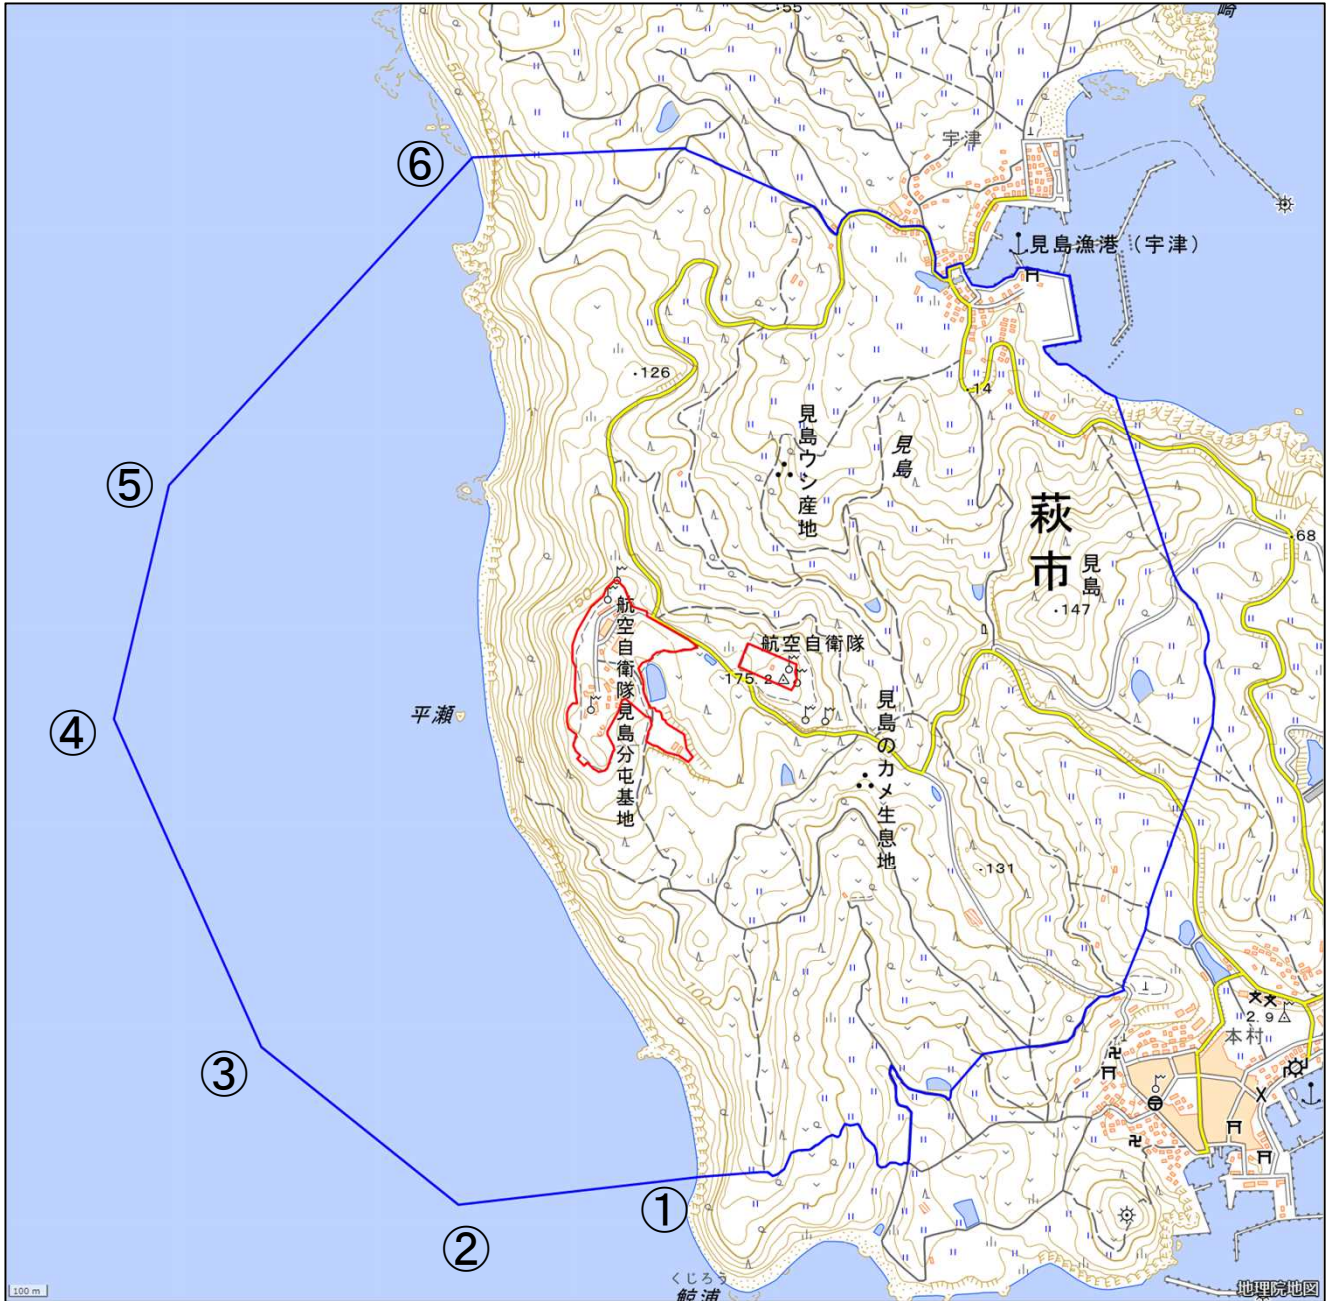 ・55
崎
50
宇津
⑥
見島漁港（宇津）
・126
・14
見島ウシ産地
見島
⑤
萩市
・68
見島
150
航空自衛隊見島分屯基地
・147
航空自衛隊
175.2
平瀬
④
見島のカメ生息地
・131
100
2.9
本村
③
①
②
くじろう
鯨浦
100 m
地理院地図